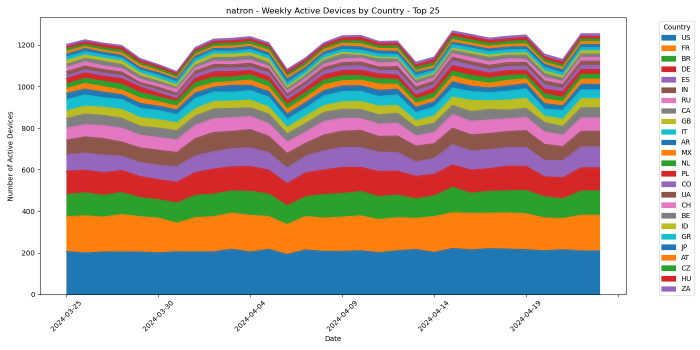 natron - Weekly Active Devices by Country - Top 25
Number of Active Devices
1200
1000
800
600
400
200
0
2024-03-25
2024-03-30
2024-04-04
2024-04-09
2024-04-14
2024-04-19
Date
Country
US
FR
BR
DE
ES
IN
RU
CA
GB
IT
AR
MX
NL
PL
CO
UA
CH
BE
ID
GR
JP
AT
CZ
HU
ZA